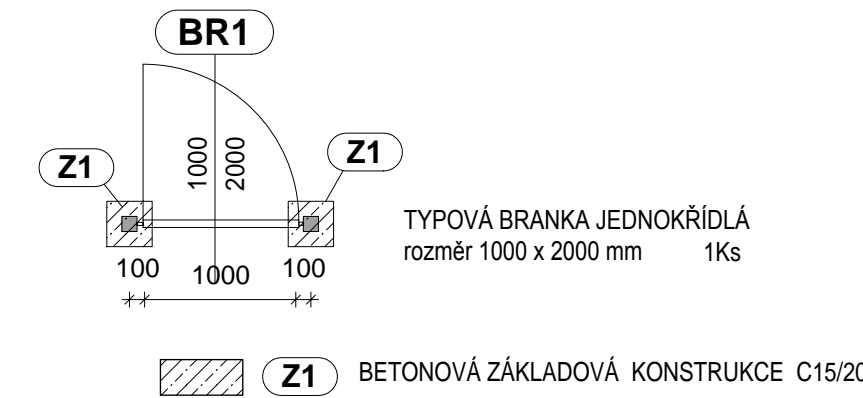 BR1
Z1
Z1
1000
2000
100
1000
100
TYPOVÁ BRANKA JEDNOKŘÍDLÁ
rozměr 1000 x 2000 mm 1Ks
Z1 BETONOVÁ ZÁKLADOVÁ KONSTRUKCE C15/20